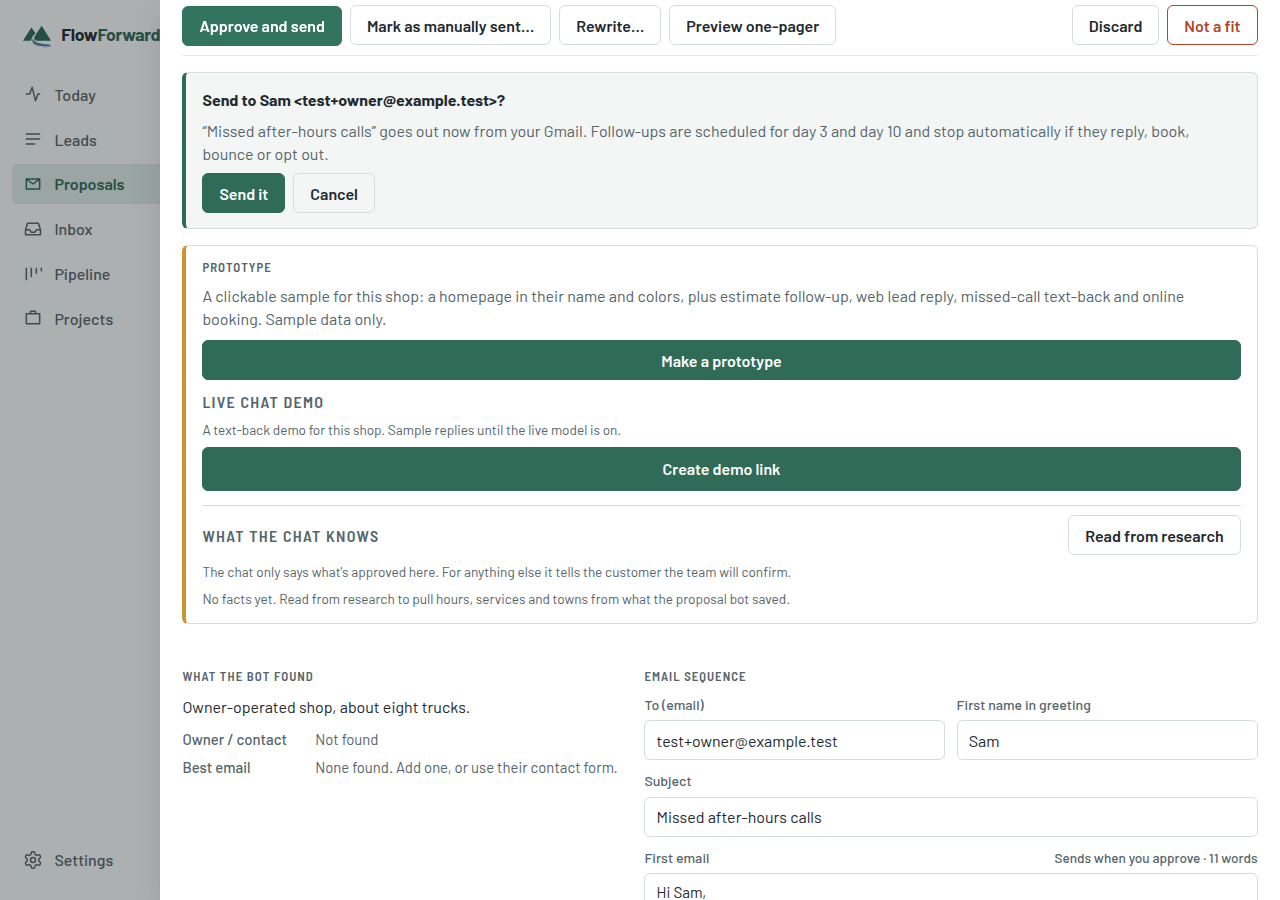 FlowForward
Today
Leads
Proposals
Inbox
Pipeline
Projects
Settings
Approve and send
Mark as manually sent...
Rewrite...
Preview one-pager
Discard
Not a fit
Send to Sam <test+owner@example.test>?
“Missed after-hours calls” goes out now from your Gmail. Follow-ups are scheduled for day 3 and day 10 and stop automatically if they reply, book,
bounce or opt out.
Send it
Cancel
PROTOTYPE
A clickable sample for this shop: a homepage in their name and colors, plus estimate follow-up, web lead reply, missed-call text-back and online
booking. Sample data only.
Make a prototype
LIVE CHAT DEMO
A text-back demo for this shop. Sample replies until the live model is on.
Create demo link
WHAT THE CHAT KNOWS
Read from research
The chat only says what's approved here. For anything else it tells the customer the team will confirm.
No facts yet. Read from research to pull hours, services and towns from what the proposal bot saved.
WHAT THE BOT FOUND
Owner-operated shop, about eight trucks.
Owner / contact Not found
Best email None found. Add one, or use their contact form.
EMAIL SEQUENCE
To (email)
test+owner@example.test
First name in greeting
Sam
Subject
Missed after-hours calls
First email
Sends when you approve · 11 words
Hi Sam,